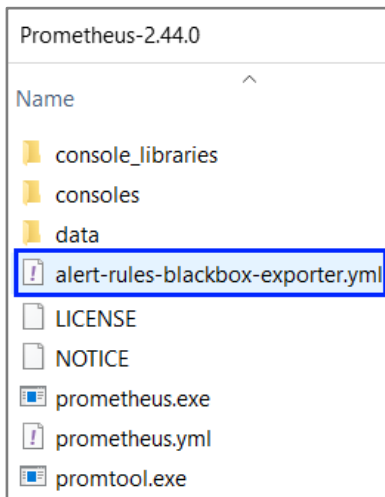 Prometheus-2.44.0
Name
console_libraries
consoles
data
alert-rules-blackbox-exporter.yml
LICENSE
NOTICE
prometheus.exe
prometheus.yml
promtool.exe